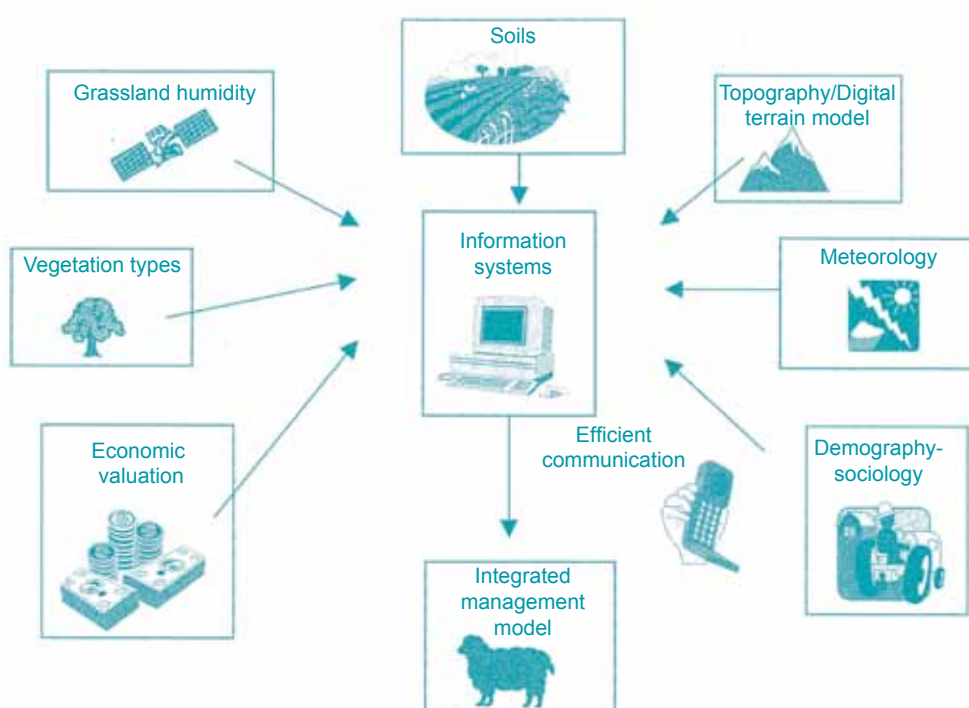 Soils
Grassland humidity
Topography/Digital
terrain model
Information
systems
Vegetation types
Meteorology
Economic
valuation
Efficient
communication
Demography-
sociology
Integrated
management
model